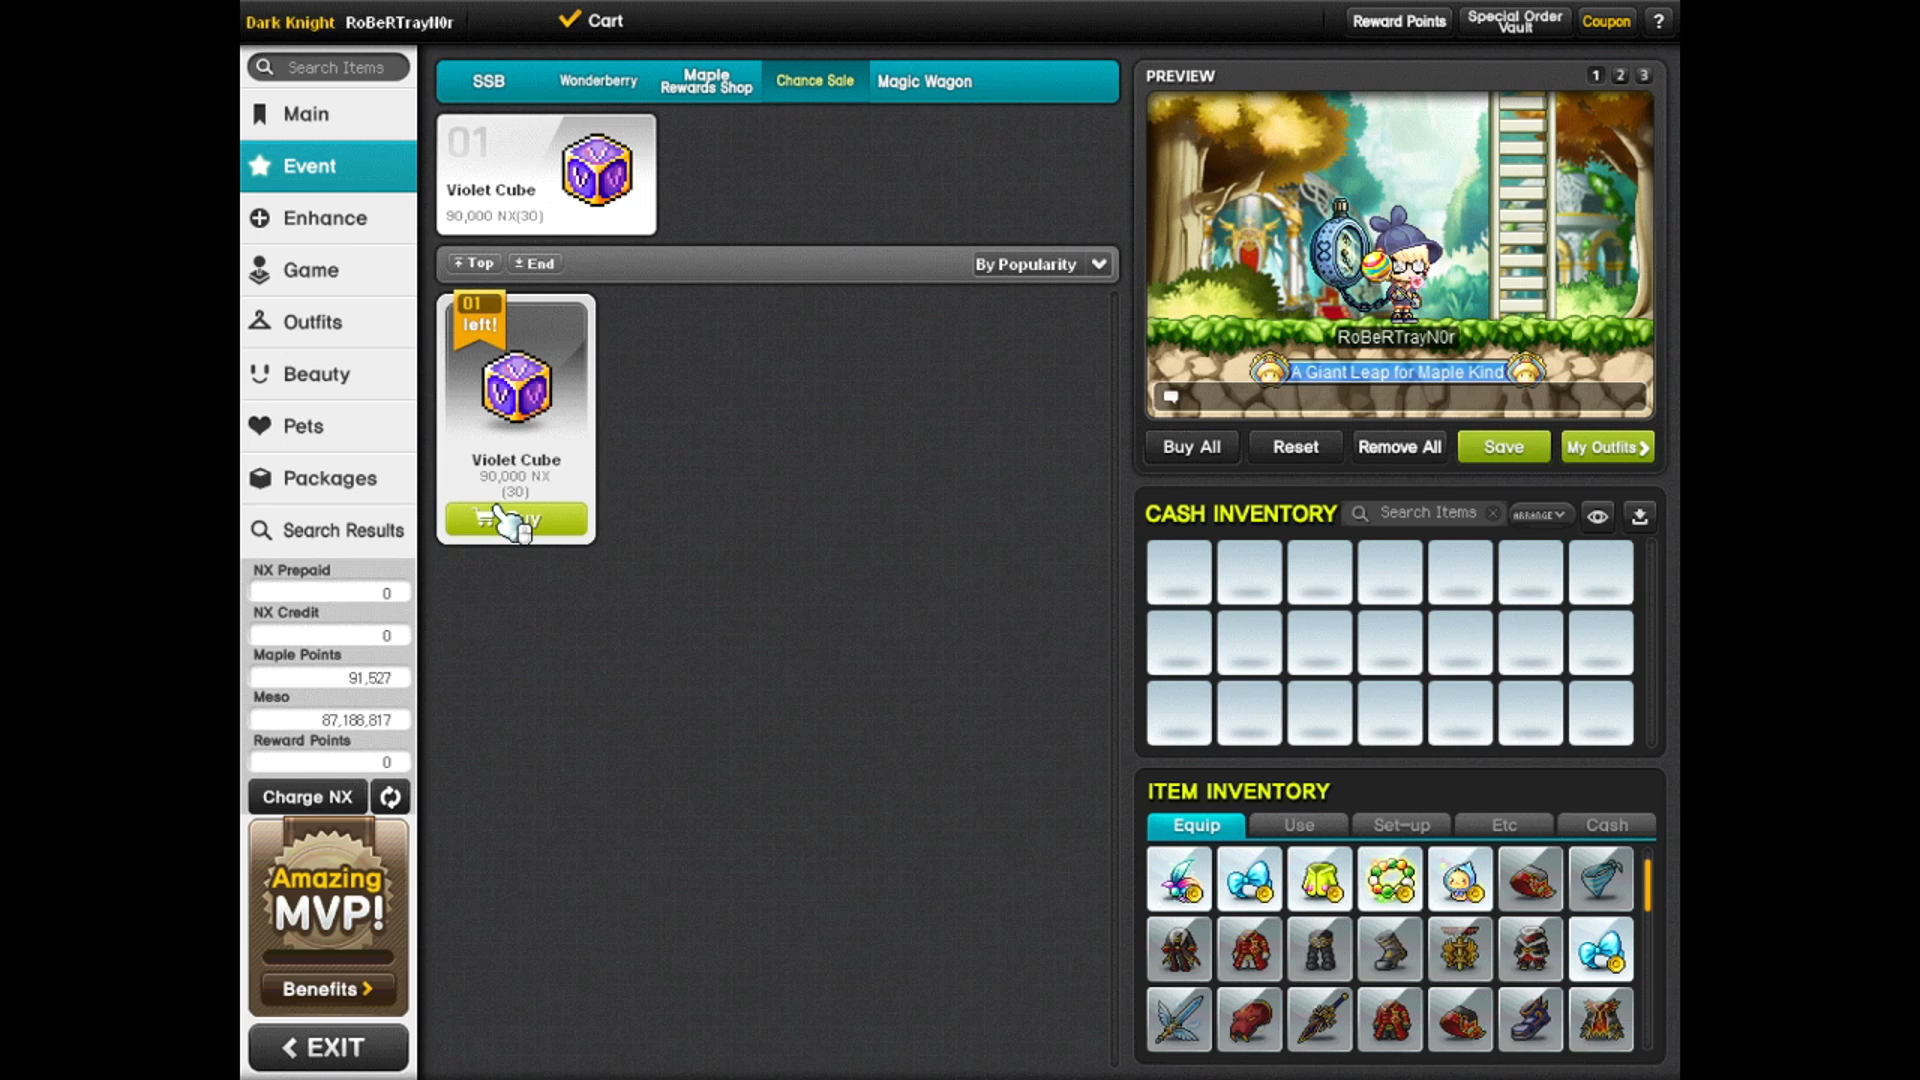 Dark Knight RoBeRTrayN0r
Cart
Reward Points
Special Order
Vault
Coupon
?
Search Items
Main
Event
Enhance
Game
Outfits
Beauty
Pets
Packages
Search Results
NX Prepaid
0
NX Credit
0
Maple Points
91,527
Meso
87,188,817
Reward Points
0
Charge NX
Amazing
MVP!
Benefits >
< EXIT
SSB
Wonderberry
Maple
Rewards Shop
Chance Sale
Magic Wagon
01
Violet Cube
90,000 NX(30)
Top
End
By Popularity
01
left!
Violet Cube
90,000 NX
(30)
PREVIEW
1 2 3
RoBeRTrayN0r
A Giant Leap for Maple Kind
Buy All
Reset
Remove All
Save
My Outfits >
CASH INVENTORY
Search Items
ARRANGE
ITEM INVENTORY
Equip
Use
Set-up
Etc
Cash